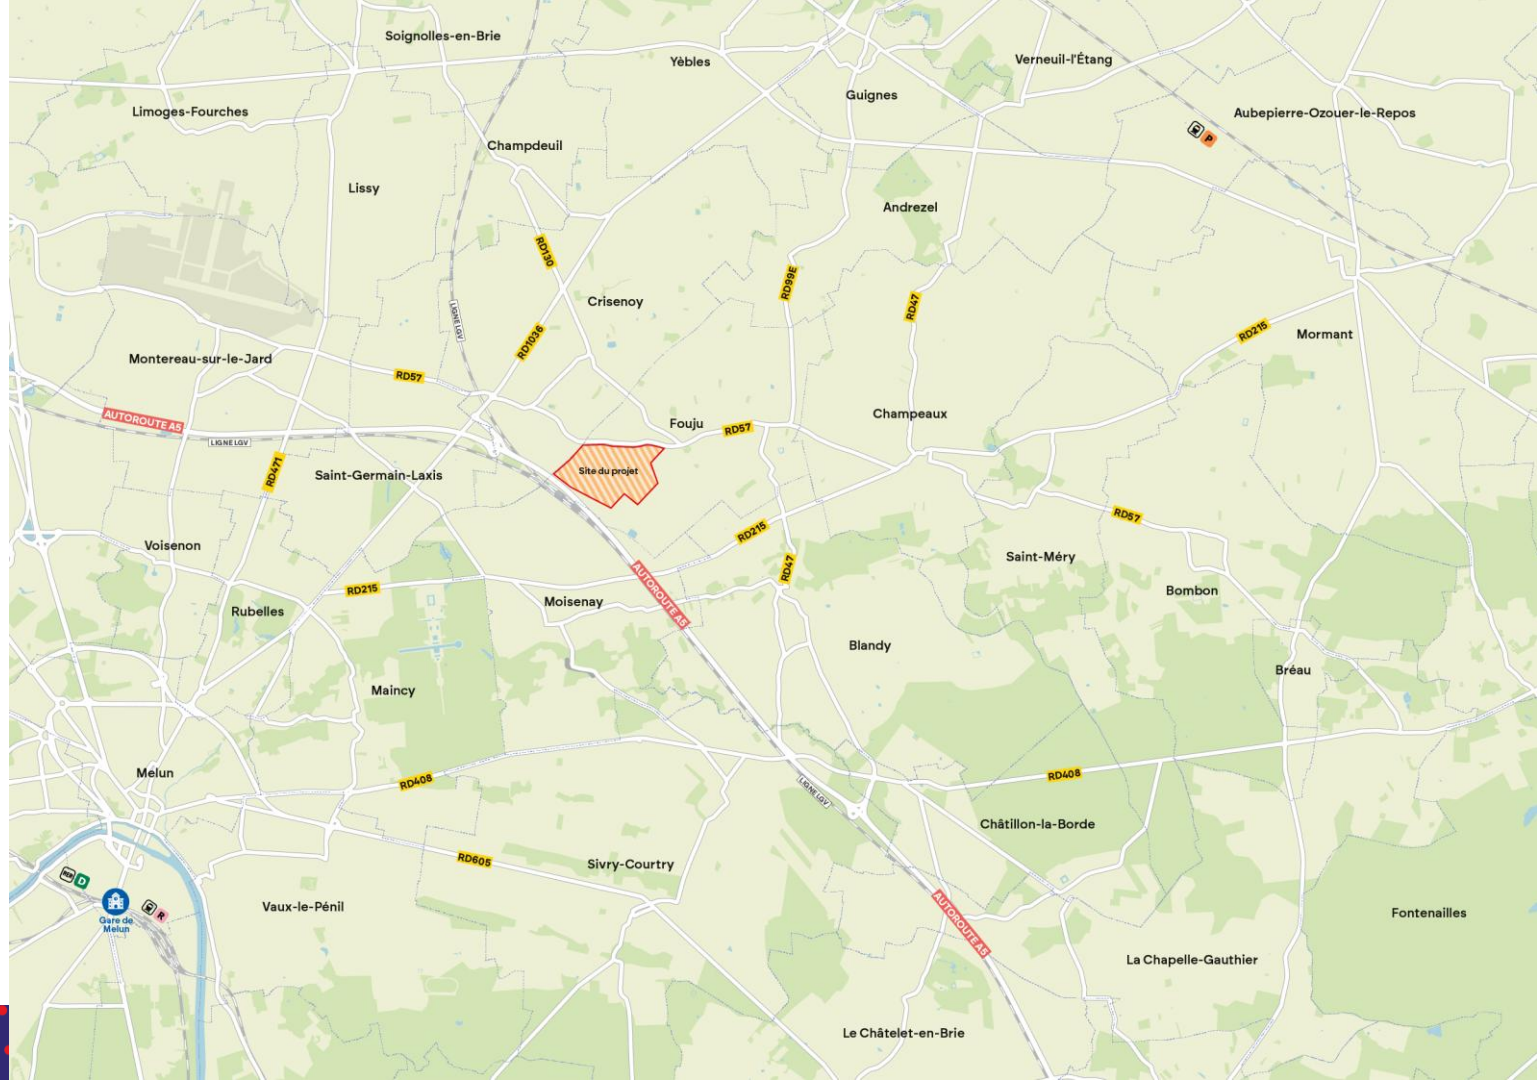 Soignolles-en-Brie
Yèbles
Verneuil-l'Étang
Guignes
Limoges-Fourches
Aubepierre-Ozouer-le-Repos
P
Champdeuil
Lissy
Andrezel
RD130
RD99E
Crisenoy
RD47
LIGNE LGV
RD1036
RD215
Mormant
Montereau-sur-le-Jard
RD57
AUTOROUTE A5
Champeaux
Fouju
RD57
LIGNE LGV
RD471
Site du projet
Saint-Germain-Laxis
RD57
RD215
Voisenon
Saint-Méry
RD47
RD215
AUTOROUTE A5
Bombon
Moisenay
Rubelles
Blandy
Bréau
Maincy
Melun
RD408
RD408
LIGNE LGV
Châtillon-la-Borde
RD605
Sivry-Courtry
RER D
R
Gare de
Melun
Vaux-le-Pénil
Fontenailles
AUTOROUTE A5
La Chapelle-Gauthier
Le Châtelet-en-Brie